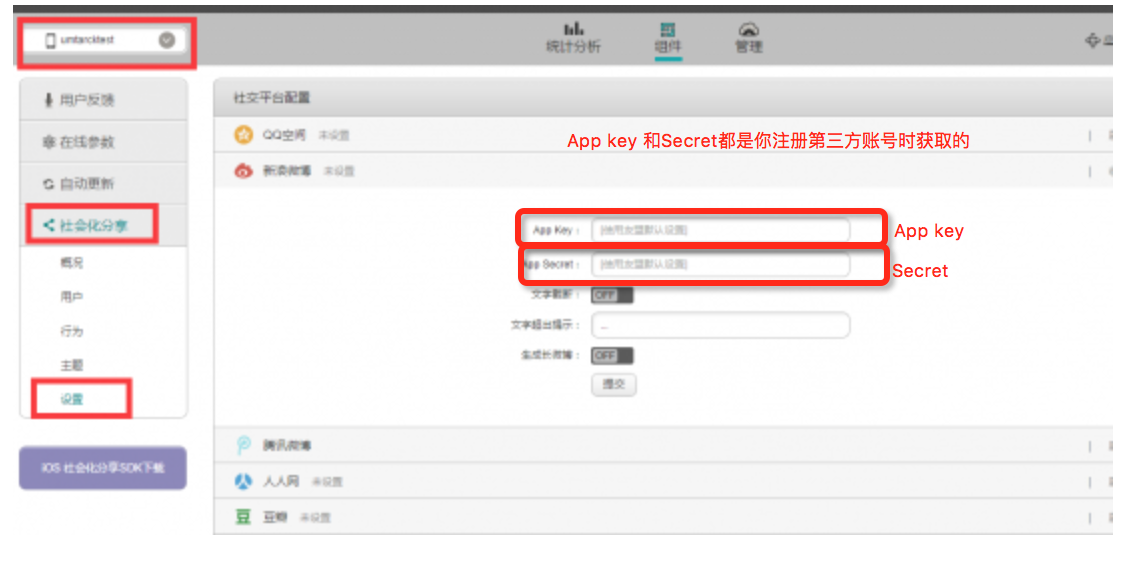 umtarcktest
统计分析
组件
管理
用户反馈
在线参数
自动更新
社会化分享
概况
用户
行为
主题
设置
iOS 社会化分享SDK下载
社交平台配置
QQ空间 未设置
App key 和Secret都是你注册第三方账号时获取的
新浪微博 未设置
App Key： [使用友盟默认设置] App key
App Secret： [使用友盟默认设置] Secret
文字截断： OFF
文字超出提示： ...
生成长微博： OFF
提交
腾讯微博
人人网 未设置
豆瓣 未设置